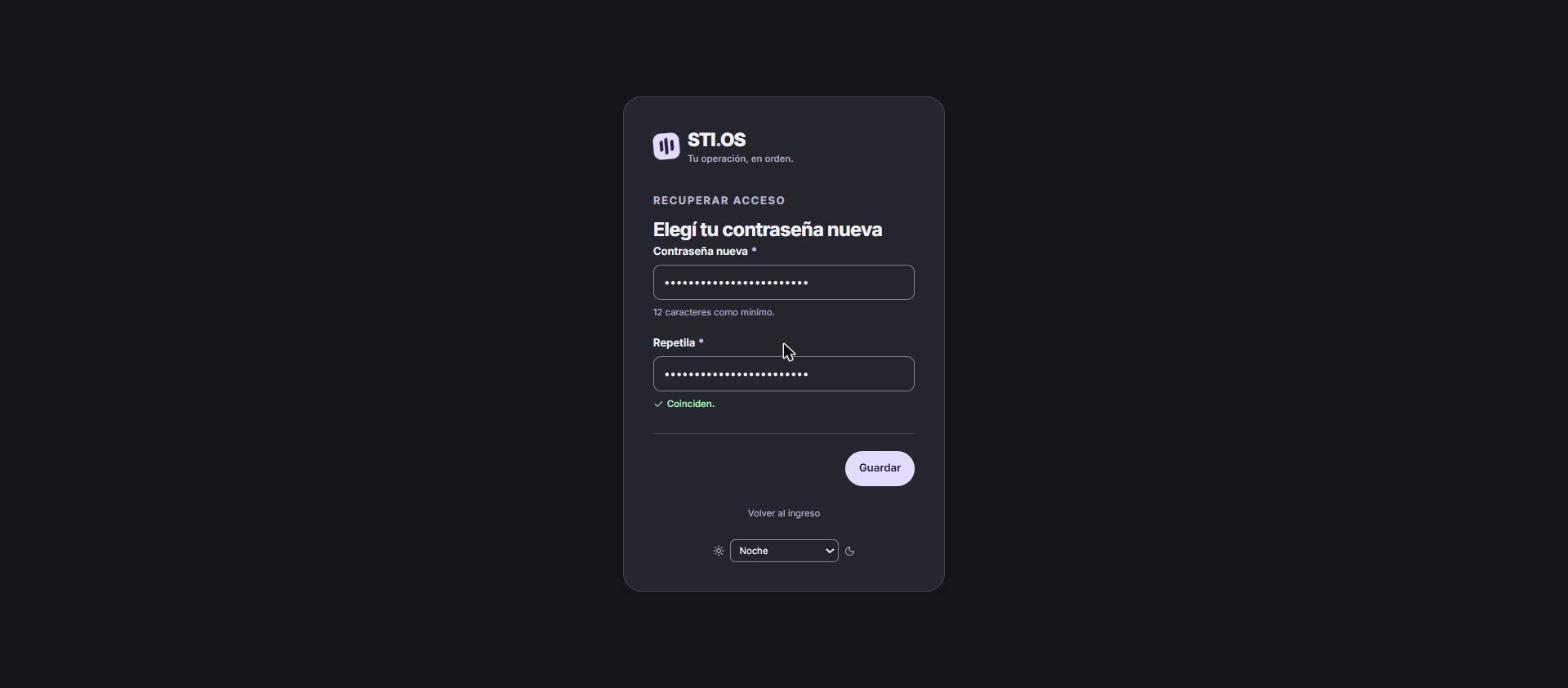 STI.OS
Tu operación, en orden.
RECUPERAR ACCESO
Elegí tu contraseña nueva
Contraseña nueva *
••••••••••••••••••••••••
12 caracteres como mínimo.
Repetila *
••••••••••••••••••••••••
✓ Coinciden.
Guardar
Volver al ingreso
Noche